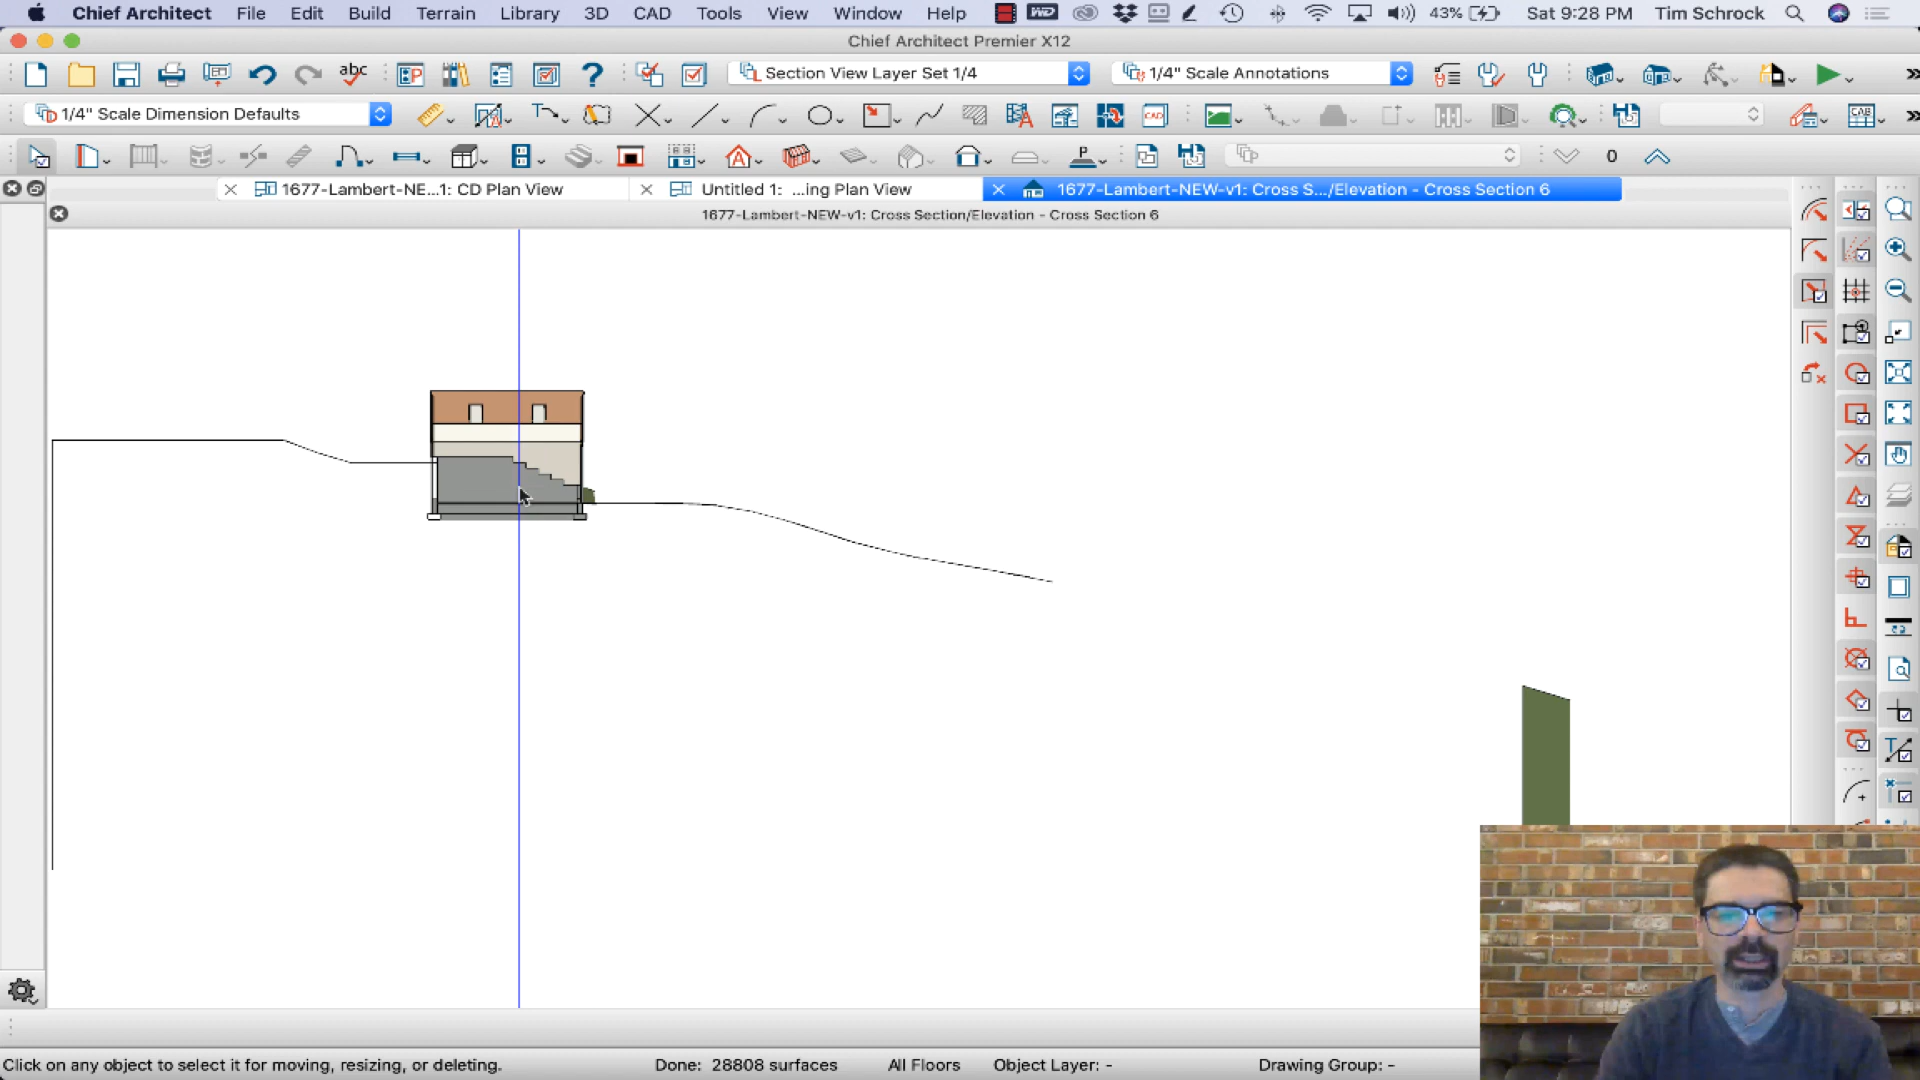 Chief Architect File Edit Build Terrain Library 3D CAD Tools View Window Help 43% Sat 9:28 PM Tim Schrock
Chief Architect Premier X12
abc Section View Layer Set 1/4 1/4" Scale Annotations
1/4" Scale Dimension Defaults CAD CAB
P 0
1677-Lambert-NE...1: CD Plan View Untitled 1: ...ing Plan View 1677-Lambert-NEW-v1: Cross S.../Elevation - Cross Section 6
1677-Lambert-NEW-v1: Cross Section/Elevation - Cross Section 6
Click on any object to select it for moving, resizing, or deleting. Done: 28808 surfaces All Floors Object Layer: - Drawing Group: -